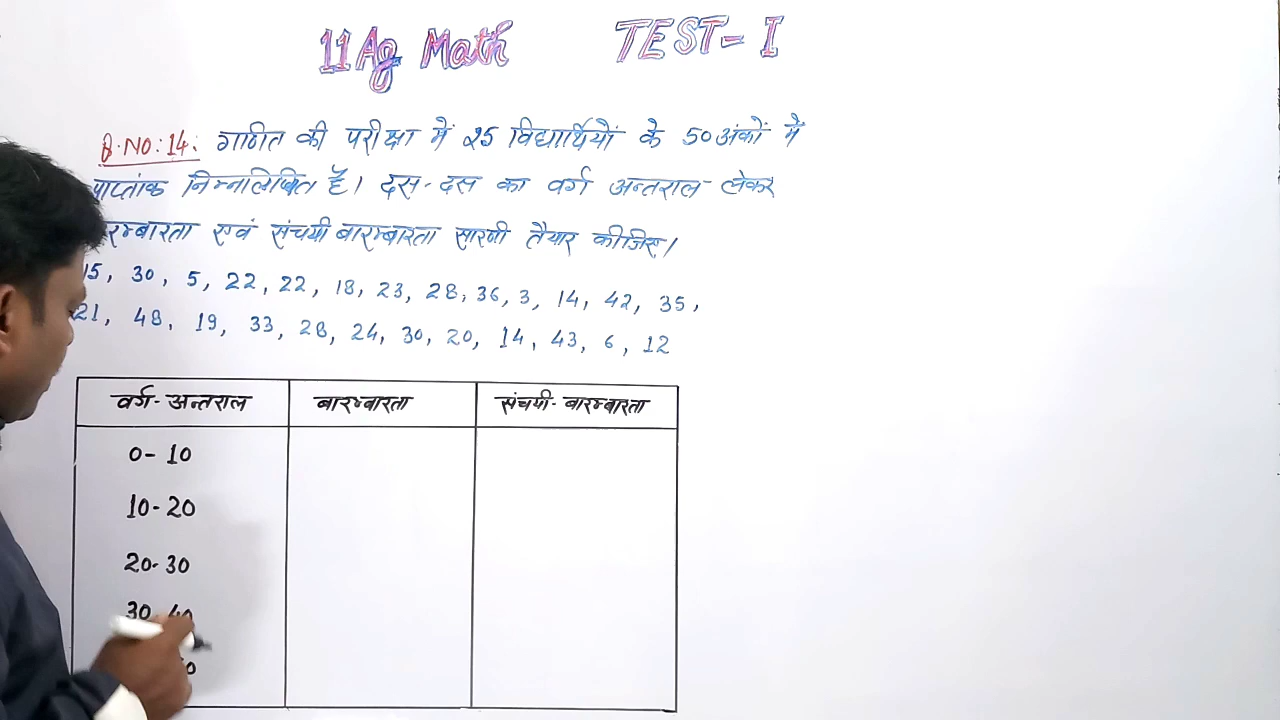 11 Ag Math TEST-I
Q.NO:14: गणित की परीक्षा में 25 विद्यार्थियों के 50 अंकों में
प्राप्तांक निम्नलिखित है। दस-दस का वर्ग अन्तराल लेकर
एवं संचयी बारम्बारता सारणी तैयार कीजिए।
15, 30, 5, 22, 22, 18, 23, 28, 36, 3, 14, 42, 35,
21, 48, 19, 33, 28, 24, 30, 20, 14, 43, 6, 12
वर्ग-अन्तराल बारम्बारता संचयी-बारम्बारता
0-10
10-20
20-30
30-40